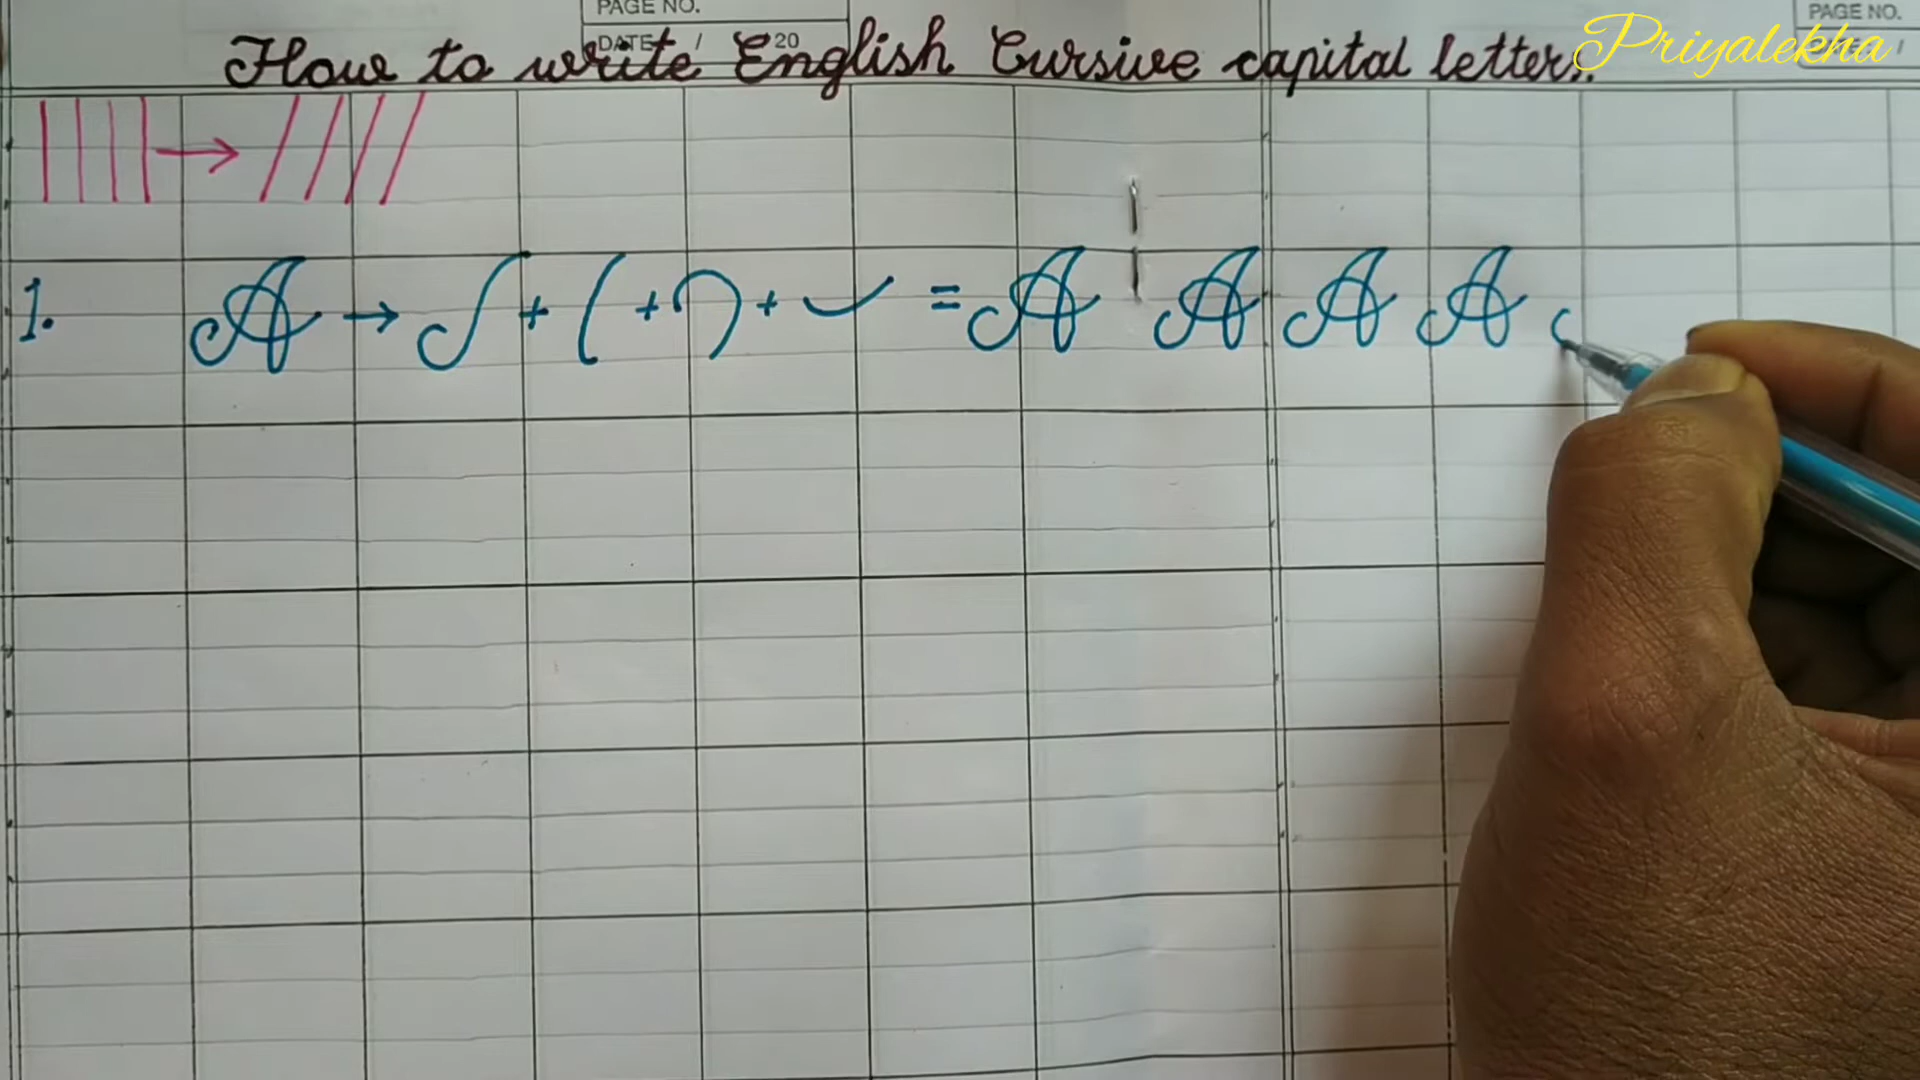 PAGE NO.
PAGE NO.
DATE / 20
Priyalekha
How to write English Cursive capital letters.
1. A → + ( + + = A A A A